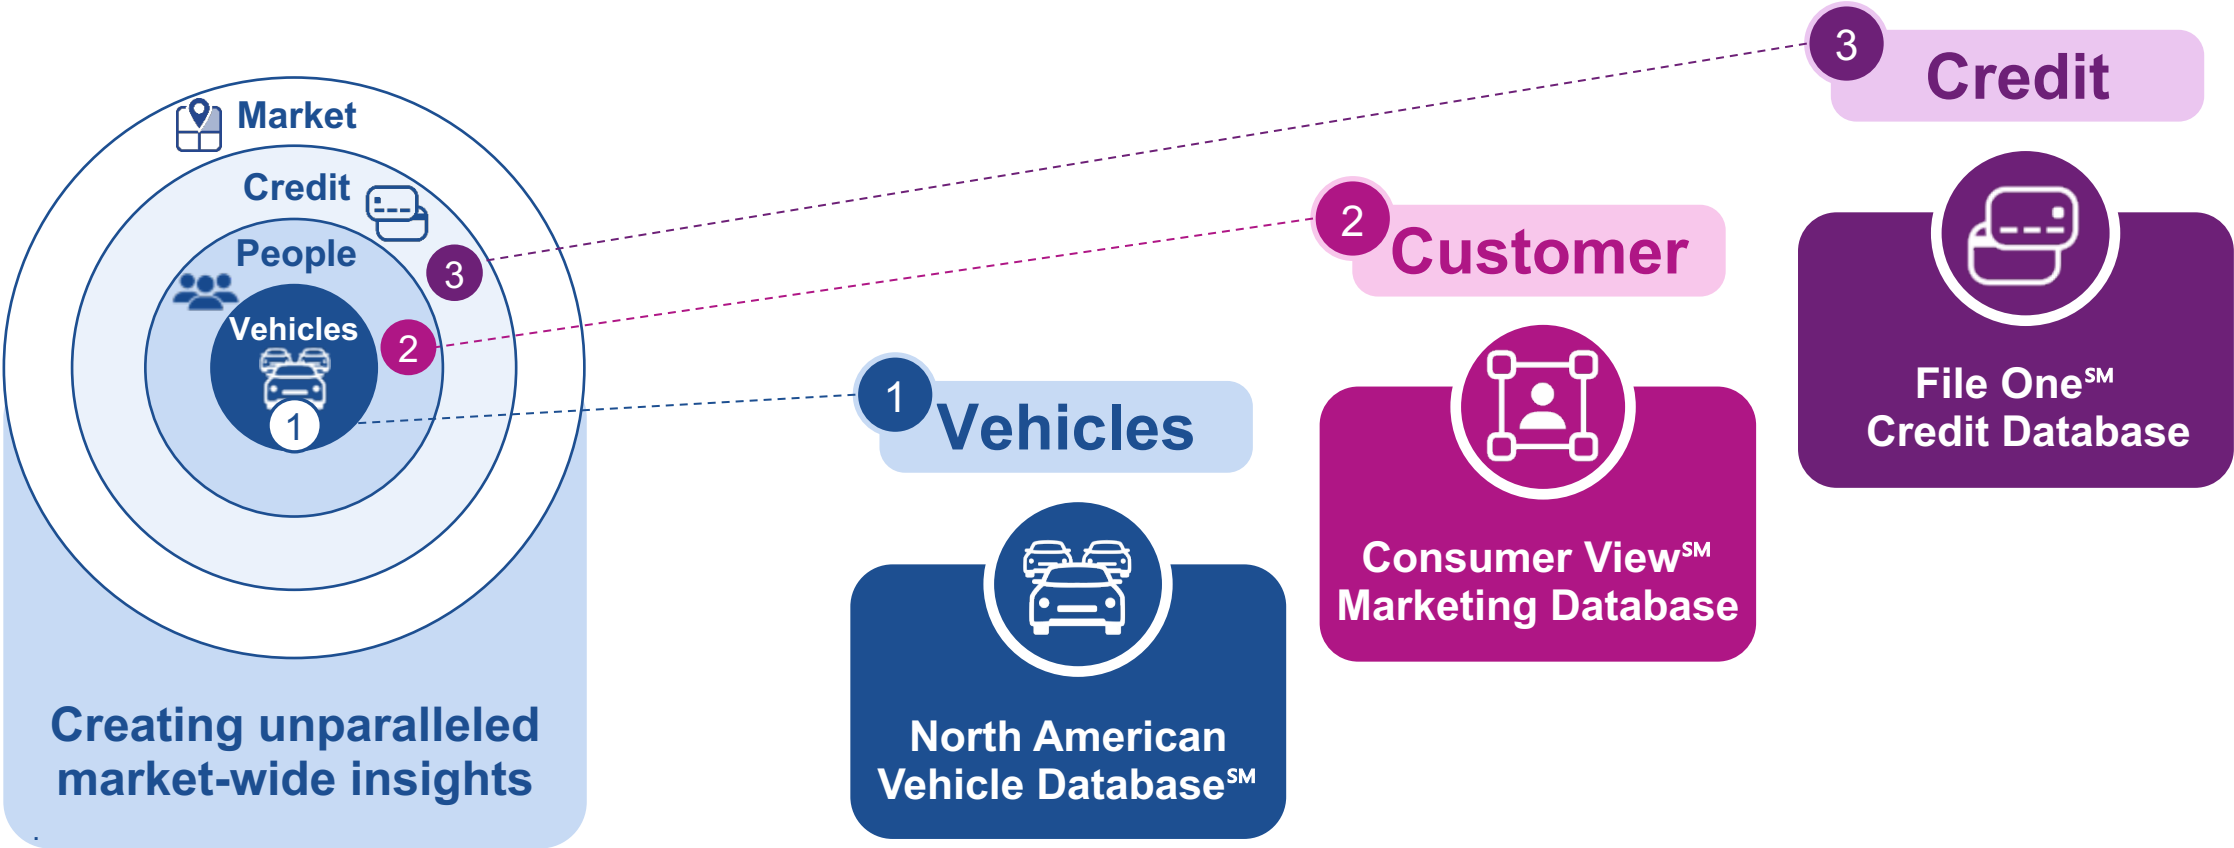 Market
Credit
People
Vehicles
1
2
3
Creating unparalleled
market-wide insights
.
1
Vehicles
North American
Vehicle Database℠
2
Customer
Consumer View℠
Marketing Database
3
Credit
File One℠
Credit Database